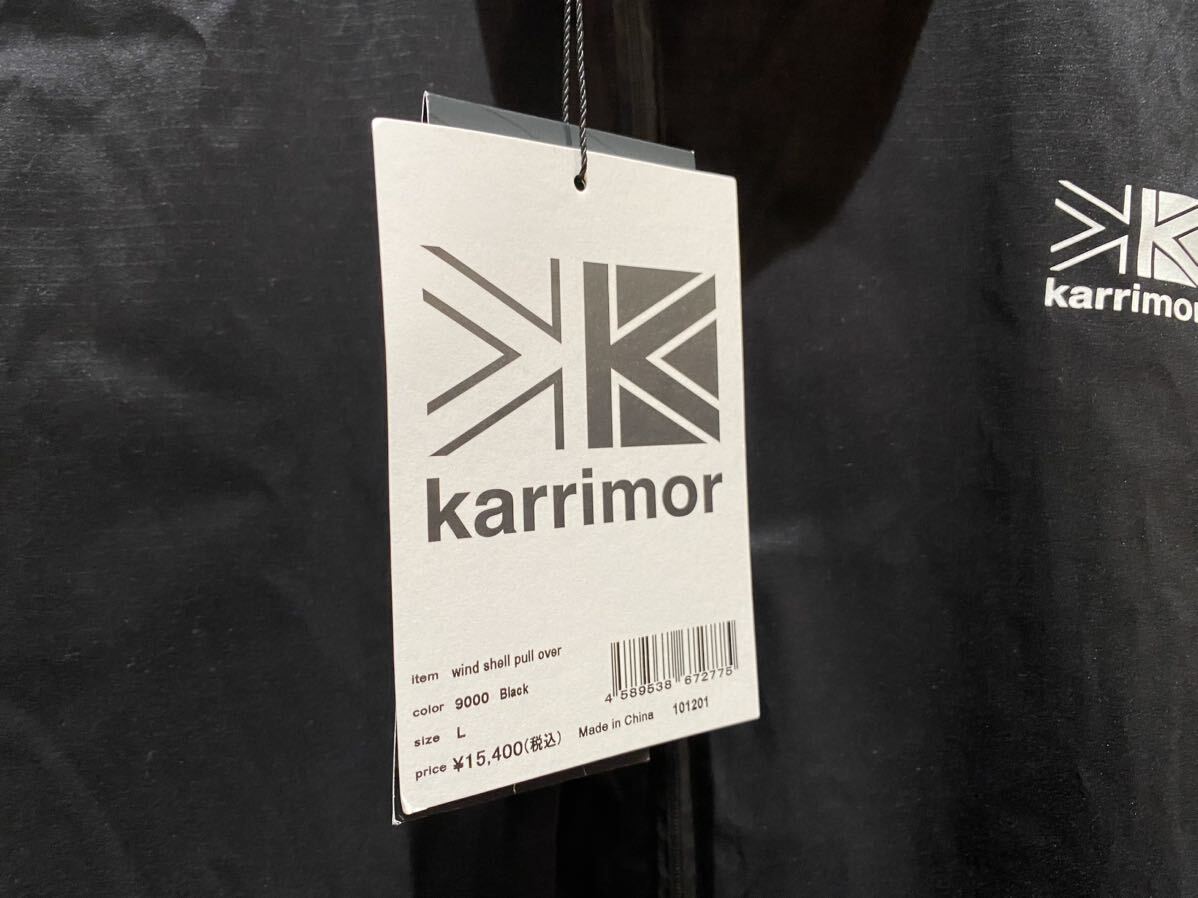 karrimor
item wind shell pull over
color 9000 Black
size L
price ¥15,400(税込)
4 589538 672775
Made in China 101201
karrimor